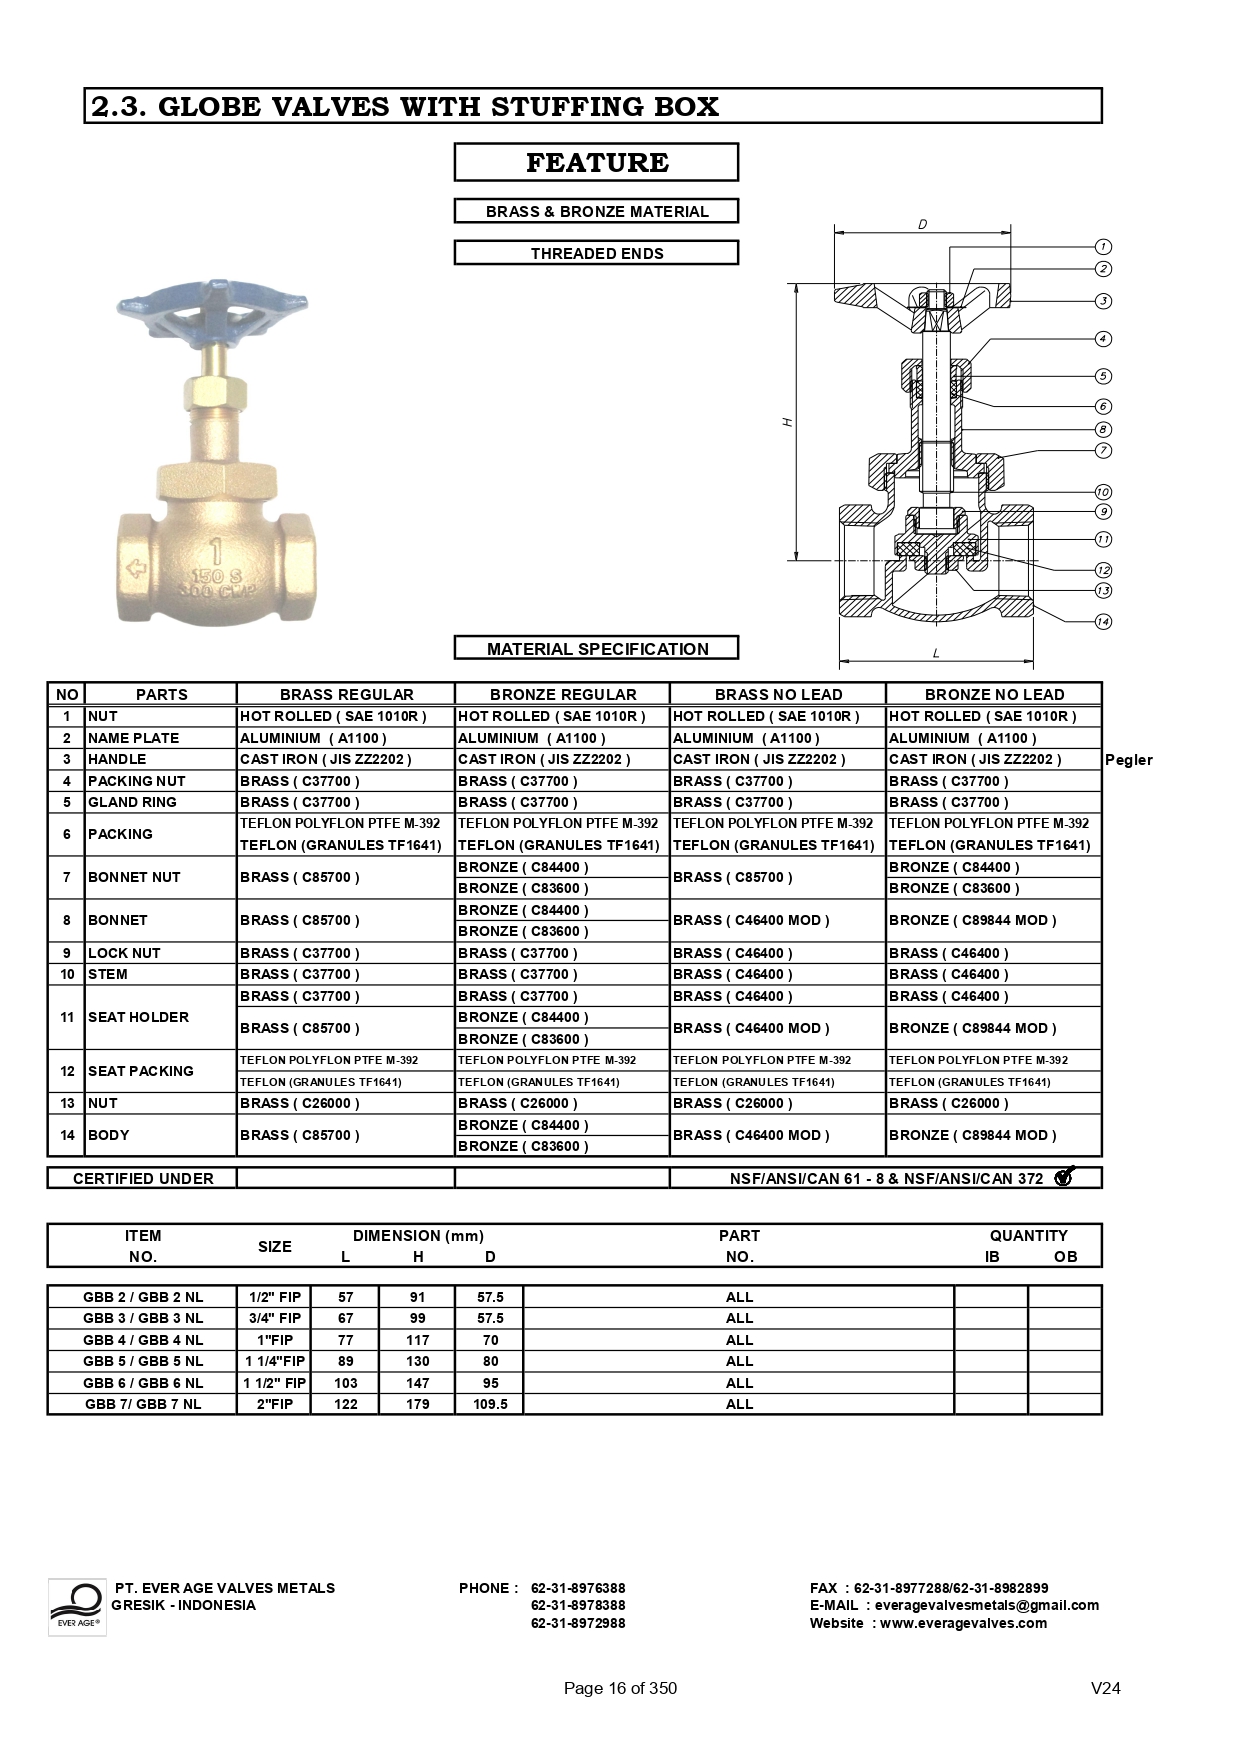 2.3. GLOBE VALVES WITH STUFFING BOX
FEATURE
BRASS & BRONZE MATERIAL
THREADED ENDS
D
1
2
3
4
5
6
8
7
10
9
11
12
13
14
H
L
1
150 S
MATERIAL SPECIFICATION
NO PARTS BRASS REGULAR BRONZE REGULAR BRASS NO LEAD BRONZE NO LEAD
1 NUT HOT ROLLED ( SAE 1010R ) HOT ROLLED ( SAE 1010R ) HOT ROLLED ( SAE 1010R ) HOT ROLLED ( SAE 1010R )
2 NAME PLATE ALUMINIUM ( A1100 ) ALUMINIUM ( A1100 ) ALUMINIUM ( A1100 ) ALUMINIUM ( A1100 )
3 HANDLE CAST IRON ( JIS ZZ2202 ) CAST IRON ( JIS ZZ2202 ) CAST IRON ( JIS ZZ2202 ) CAST IRON ( JIS ZZ2202 ) Pegler
4 PACKING NUT BRASS ( C37700 ) BRASS ( C37700 ) BRASS ( C37700 ) BRASS ( C37700 )
5 GLAND RING BRASS ( C37700 ) BRASS ( C37700 ) BRASS ( C37700 ) BRASS ( C37700 )
6 PACKING TEFLON POLYFLON PTFE M-392 TEFLON POLYFLON PTFE M-392 TEFLON POLYFLON PTFE M-392 TEFLON POLYFLON PTFE M-392
TEFLON (GRANULES TF1641) TEFLON (GRANULES TF1641) TEFLON (GRANULES TF1641) TEFLON (GRANULES TF1641)
7 BONNET NUT BRASS ( C85700 ) BRONZE ( C84400 ) BRASS ( C85700 ) BRONZE ( C84400 )
BRONZE ( C83600 ) BRONZE ( C83600 )
8 BONNET BRASS ( C85700 ) BRONZE ( C84400 ) BRASS ( C46400 MOD ) BRONZE ( C89844 MOD )
BRONZE ( C83600 )
9 LOCK NUT BRASS ( C37700 ) BRASS ( C37700 ) BRASS ( C46400 ) BRASS ( C46400 )
10 STEM BRASS ( C37700 ) BRASS ( C37700 ) BRASS ( C46400 ) BRASS ( C46400 )
11 SEAT HOLDER BRASS ( C37700 ) BRASS ( C37700 ) BRASS ( C46400 ) BRASS ( C46400 )
BRASS ( C85700 ) BRONZE ( C84400 ) BRASS ( C46400 MOD ) BRONZE ( C89844 MOD )
BRONZE ( C83600 )
12 SEAT PACKING TEFLON POLYFLON PTFE M-392 TEFLON POLYFLON PTFE M-392 TEFLON POLYFLON PTFE M-392 TEFLON POLYFLON PTFE M-392
TEFLON (GRANULES TF1641) TEFLON (GRANULES TF1641) TEFLON (GRANULES TF1641) TEFLON (GRANULES TF1641)
13 NUT BRASS ( C26000 ) BRASS ( C26000 ) BRASS ( C26000 ) BRASS ( C26000 )
14 BODY BRASS ( C85700 ) BRONZE ( C84400 ) BRASS ( C46400 MOD ) BRONZE ( C89844 MOD )
BRONZE ( C83600 )
CERTIFIED UNDER NSF/ANSI/CAN 61 - 8 & NSF/ANSI/CAN 372
ITEM SIZE DIMENSION (mm) PART QUANTITY
NO. L H D NO. IB OB
GBB 2 / GBB 2 NL 1/2" FIP 57 91 57.5 ALL
GBB 3 / GBB 3 NL 3/4" FIP 67 99 57.5 ALL
GBB 4 / GBB 4 NL 1"FIP 77 117 70 ALL
GBB 5 / GBB 5 NL 1 1/4"FIP 89 130 80 ALL
GBB 6 / GBB 6 NL 1 1/2" FIP 103 147 95 ALL
GBB 7/ GBB 7 NL 2"FIP 122 179 109.5 ALL
EVER AGE®
PT. EVER AGE VALVES METALS PHONE : 62-31-8976388 FAX : 62-31-8977288/62-31-8982899
GRESIK - INDONESIA 62-31-8978388 E-MAIL : everagevalvesmetals@gmail.com
62-31-8972988 Website : www.everagevalves.com
Page 16 of 350 V24